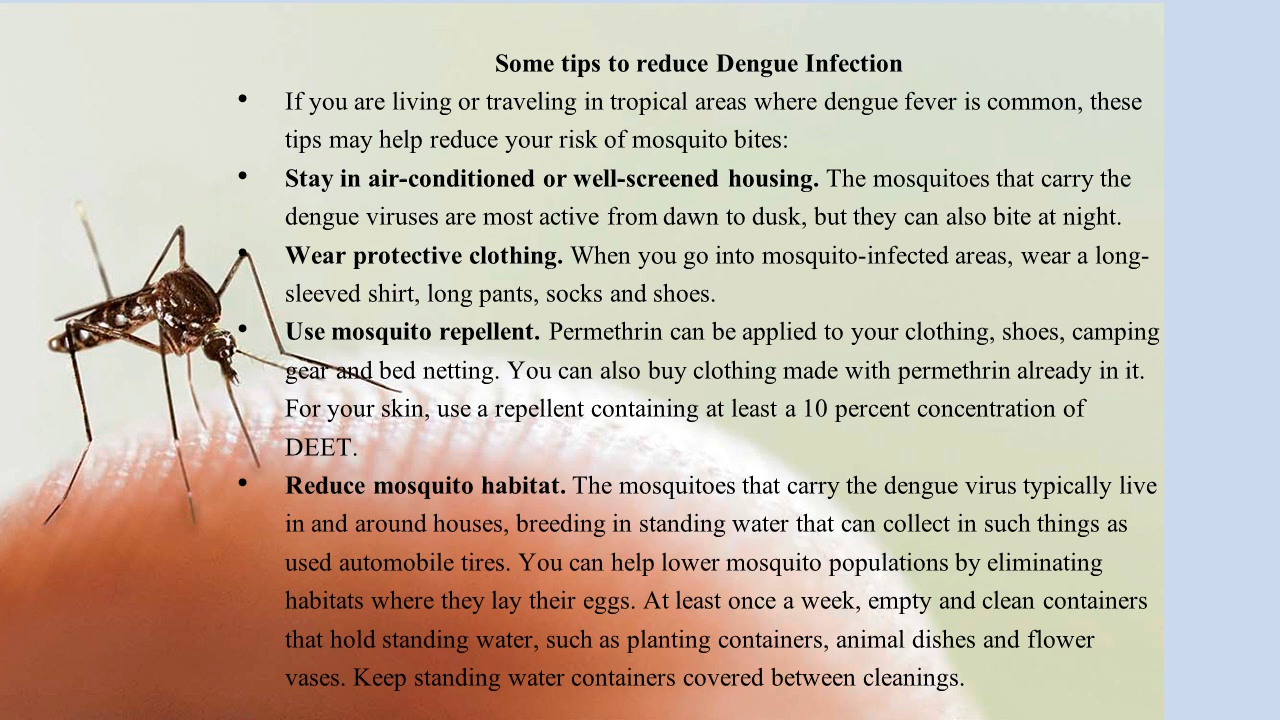 Some tips to reduce Dengue Infection
• If you are living or traveling in tropical areas where dengue fever is common, these
tips may help reduce your risk of mosquito bites:
• Stay in air-conditioned or well-screened housing. The mosquitoes that carry the
dengue viruses are most active from dawn to dusk, but they can also bite at night.
• Wear protective clothing. When you go into mosquito-infected areas, wear a long-
sleeved shirt, long pants, socks and shoes.
• Use mosquito repellent. Permethrin can be applied to your clothing, shoes, camping
gear and bed netting. You can also buy clothing made with permethrin already in it.
For your skin, use a repellent containing at least a 10 percent concentration of
DEET.
• Reduce mosquito habitat. The mosquitoes that carry the dengue virus typically live
in and around houses, breeding in standing water that can collect in such things as
used automobile tires. You can help lower mosquito populations by eliminating
habitats where they lay their eggs. At least once a week, empty and clean containers
that hold standing water, such as planting containers, animal dishes and flower
vases. Keep standing water containers covered between cleanings.